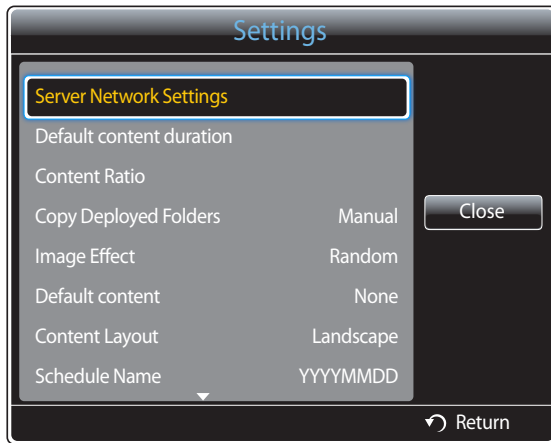 Settings
Server Network Settings
Default content duration
Content Ratio
Copy Deployed Folders Manual
Image Effect Random
Default content None
Content Layout Landscape
Schedule Name YYYYMMDD
Close
Return